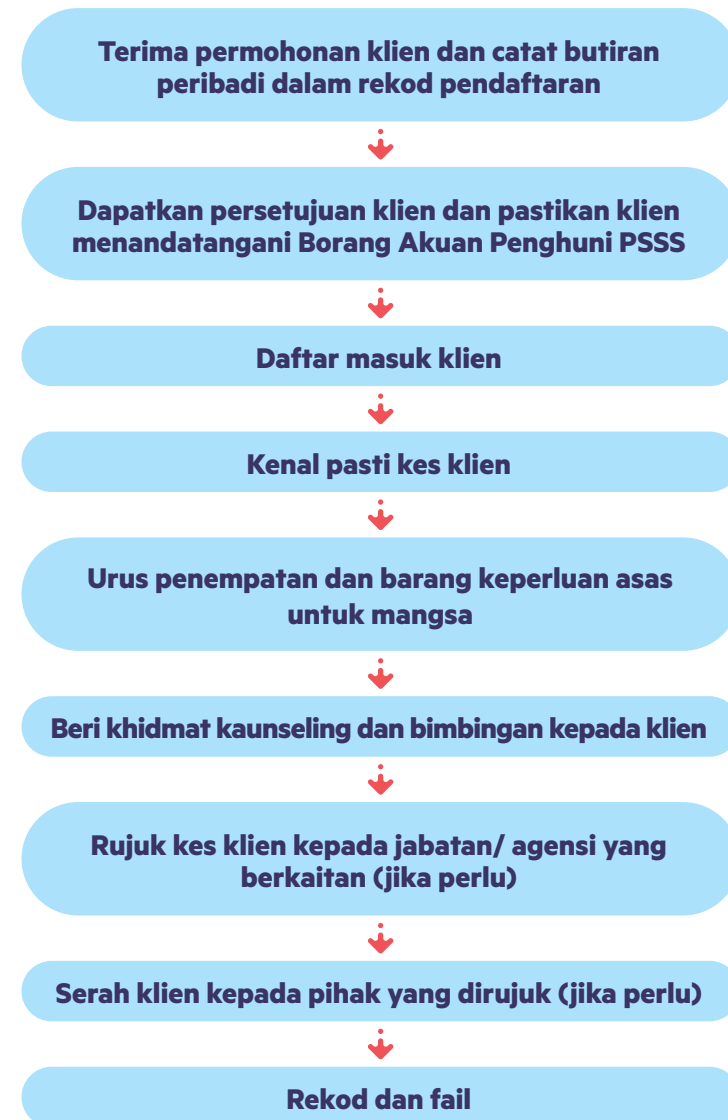 Terima permohonan klien dan catat butiran
peribadi dalam rekod pendaftaran
Dapatkan persetujuan klien dan pastikan klien
menandatangani Borang Akuan Penghuni PSSS
Daftar masuk klien
Kenal pasti kes klien
Urus penempatan dan barang keperluan asas
untuk mangsa
Beri khidmat kaunseling dan bimbingan kepada klien
Rujuk kes klien kepada jabatan/ agensi yang
berkaitan (jika perlu)
Serah klien kepada pihak yang dirujuk (jika perlu)
Rekod dan fail